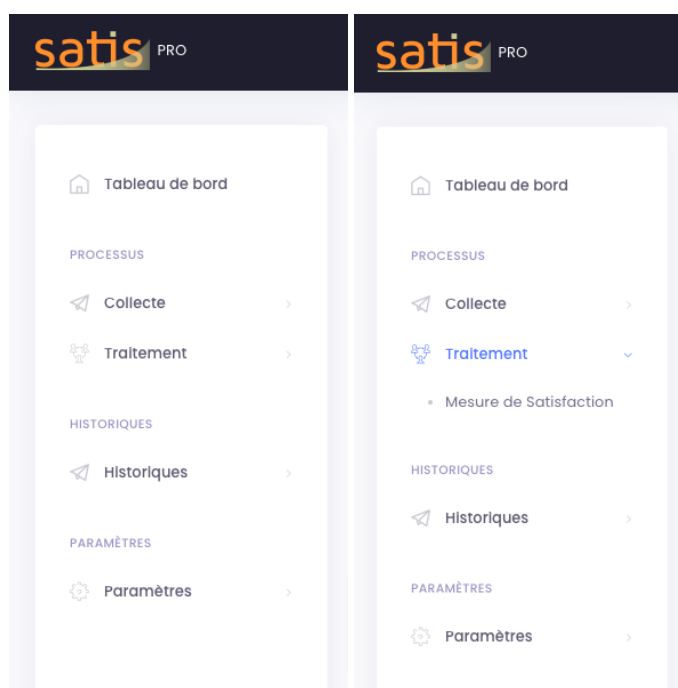 satis PRO
Tableau de bord
PROCESSUS
Collecte
Traitement
HISTORIQUES
Historiques
PARAMÈTRES
Paramètres
satis PRO
Tableau de bord
PROCESSUS
Collecte
Traitement
Mesure de Satisfaction
HISTORIQUES
Historiques
PARAMÈTRES
Paramètres